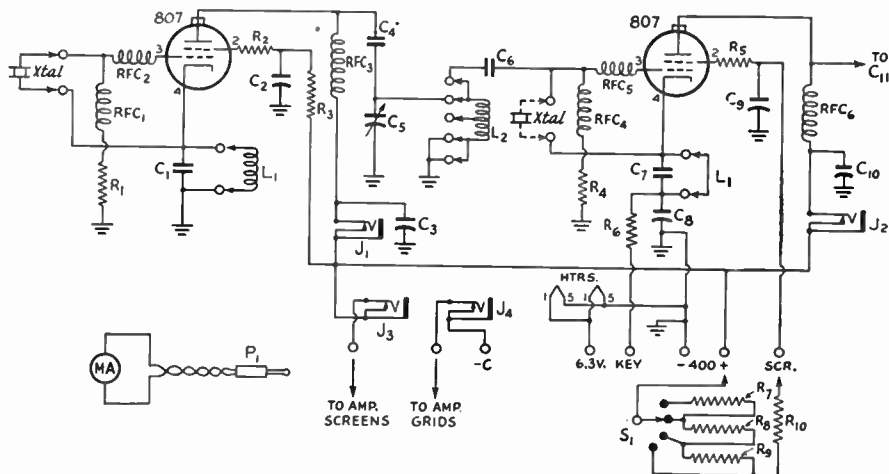 807
807
Xtal
RFC2
3
2
R2
C4
RFC3
C6
RFC5
3
2
R5
TO
C11
RFC1
4
C2
R3
C5
L2
Xtal
RFC4
4
C9
RFC6
R1
C1
L1
C3
J1
R4
C7
L1
C8
R6
C10
J2
V
V
HTRS.
1 5 1 5
J3
V
J4
V
-C
6.3V. KEY -400+ SCR.
MA
P1
TO AMP.
SCREENS
TO AMP.
GRIDS
S1
R7
R8
R9
R10